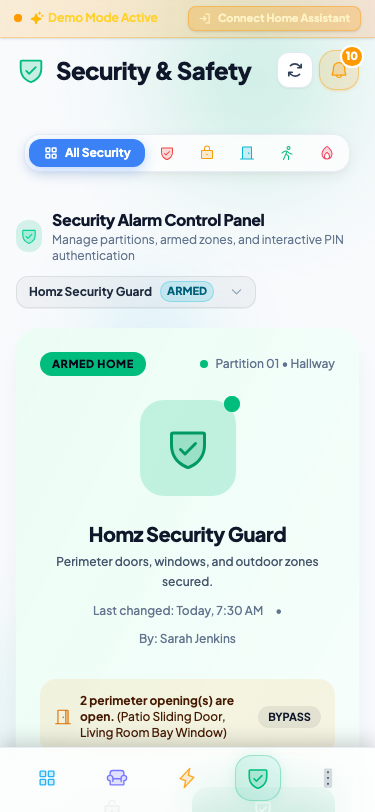 Demo Mode Active
Connect Home Assistant
Security & Safety
10
All Security
Security Alarm Control Panel
Manage partitions, armed zones, and interactive PIN
authentication
Homz Security Guard ARMED
ARMED HOME
Partition 01 • Hallway
Homz Security Guard
Perimeter doors, windows, and outdoor zones
secured.
Last changed: Today, 7:30 AM •
By: Sarah Jenkins
2 perimeter opening(s) are
open. (Patio Sliding Door,
Living Room Bay Window)
BYPASS